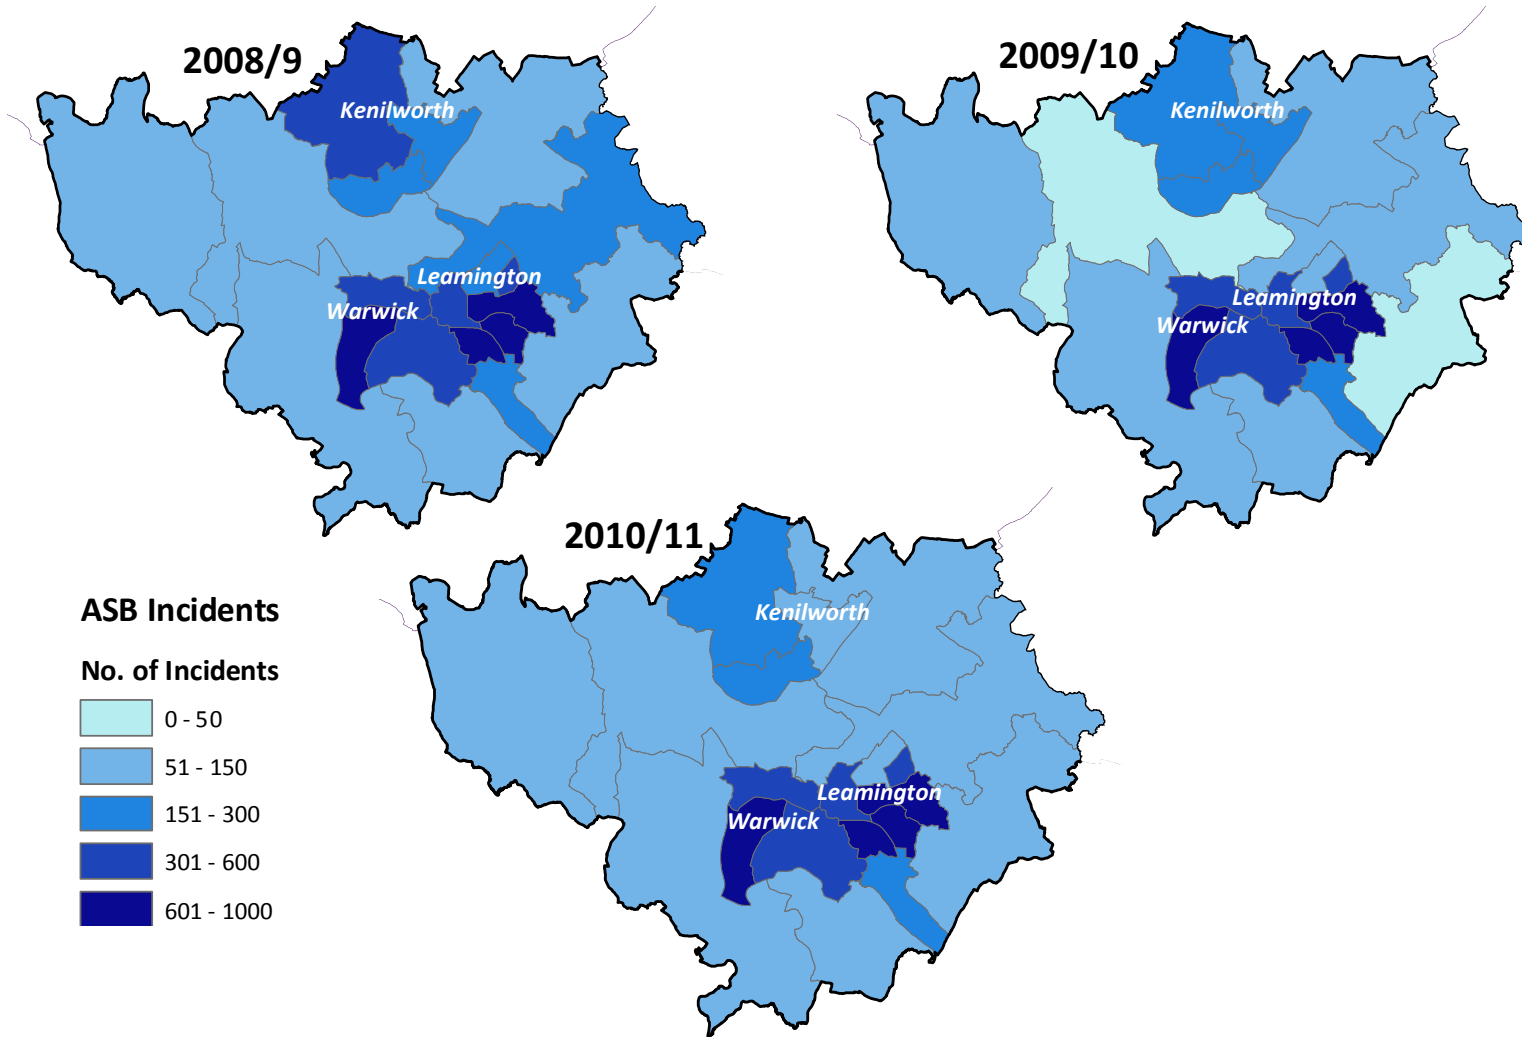 2008/9
Kenilworth
Leamington
Warwick
2009/10
Kenilworth
Leamington
Warwick
2010/11
Kenilworth
Leamington
Warwick
ASB Incidents
No. of Incidents
0 - 50
51 - 150
151 - 300
301 - 600
601 - 1000